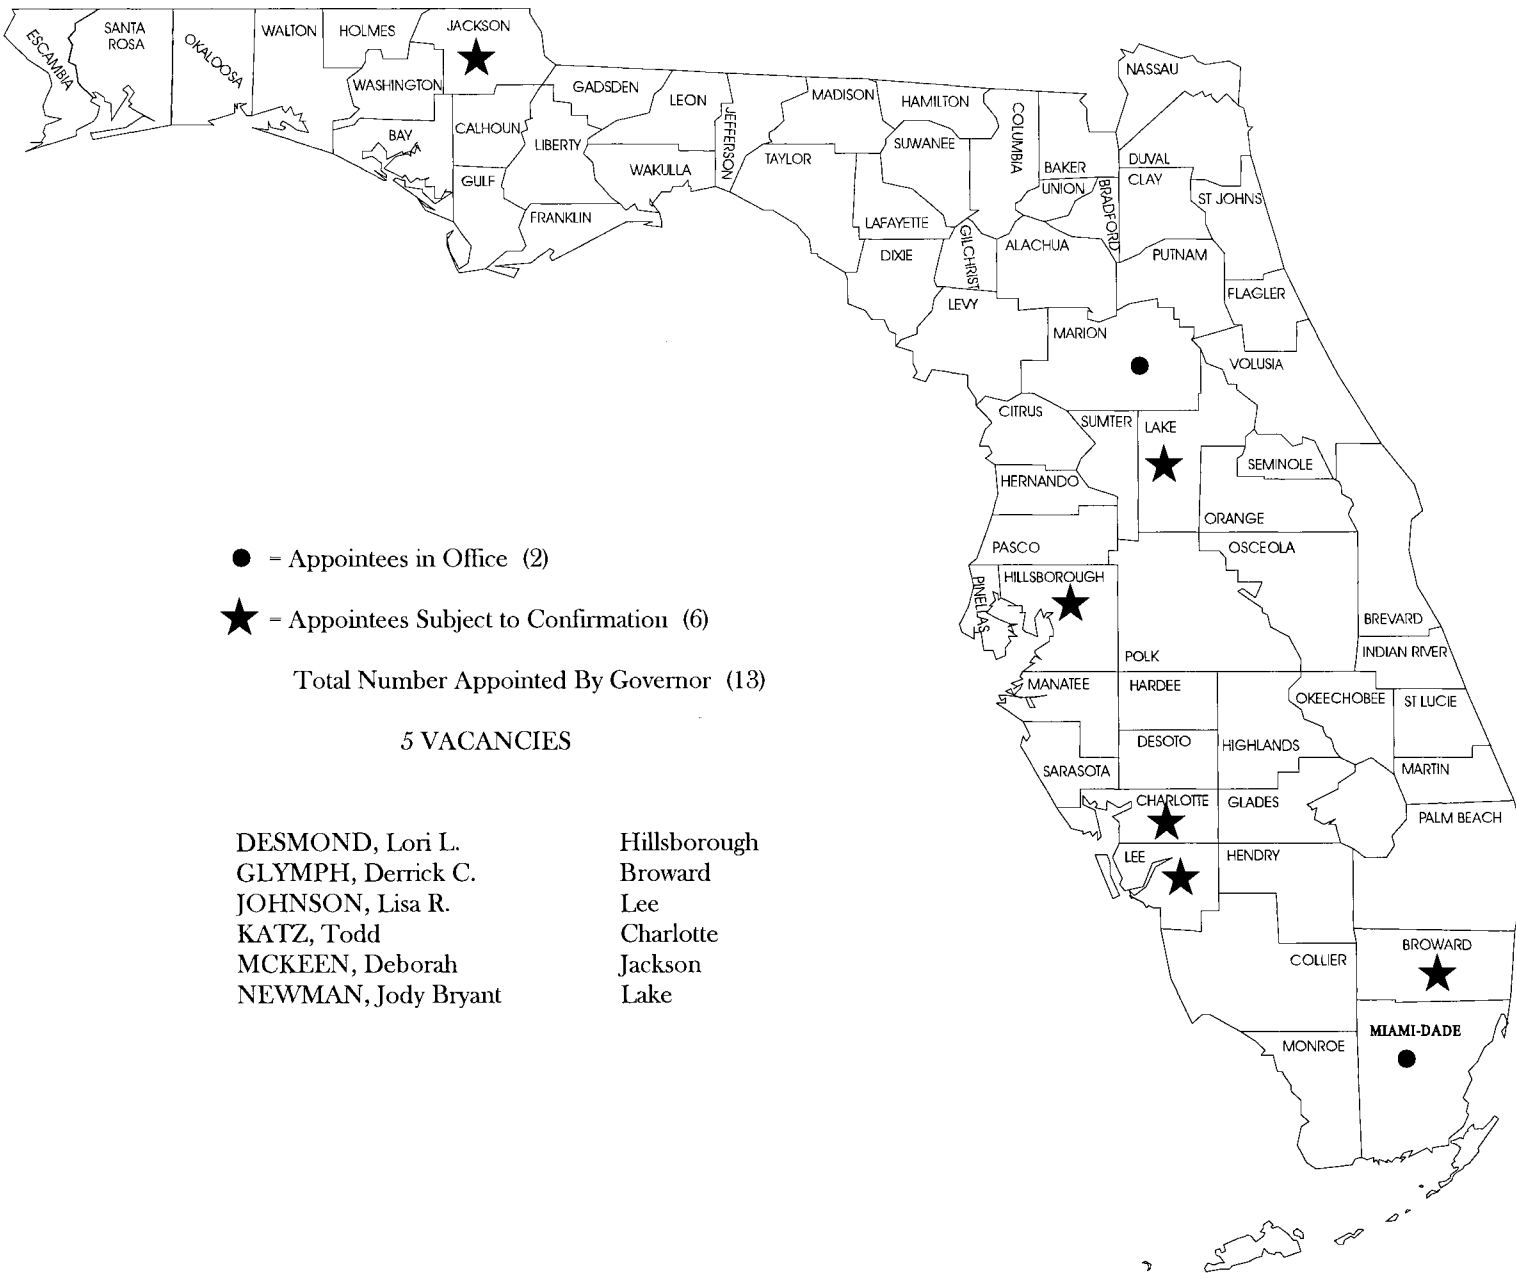 ESCAMBIA
SANTA
ROSA
OKALOOSA
WALTON
HOLMES
JACKSON
WASHINGTON
BAY
CALHOUN
GULF
GADSDEN
LIBERTY
FRANKLIN
LEON
WAKULLA
JEFFERSON
TAYLOR
MADISON
HAMILTON
SUWANEE
LAFAYETTE
DIXIE
COLUMBIA
GILCHRIST
LEVY
BAKER
UNION
BRADFORD
ALACHUA
NASSAU
DUVAL
CLAY
ST JOHNS
PUTNAM
FLAGLER
MARION
VOLUSIA
CITRUS
SUMTER
LAKE
SEMINOLE
HERNANDO
ORANGE
PASCO
OSCEOLA
PINELLAS
HILLSBOROUGH
POLK
BREVARD
INDIAN RIVER
MANATEE
HARDEE
OKEECHOBEE
ST LUCIE
DESOTO
HIGHLANDS
SARASOTA
MARTIN
CHARLOTTE
GLADES
PALM BEACH
LEE
HENDRY
COLLIER
BROWARD
MIAMI-DADE
MONROE
= Appointees in Office (2)
= Appointees Subject to Confirmation (6)
Total Number Appointed By Governor (13)
5 VACANCIES
DESMOND, Lori L. Hillsborough
GLYMPH, Derrick C. Broward
JOHNSON, Lisa R. Lee
KATZ, Todd Charlotte
MCKEEN, Deborah Jackson
NEWMAN, Jody Bryant Lake